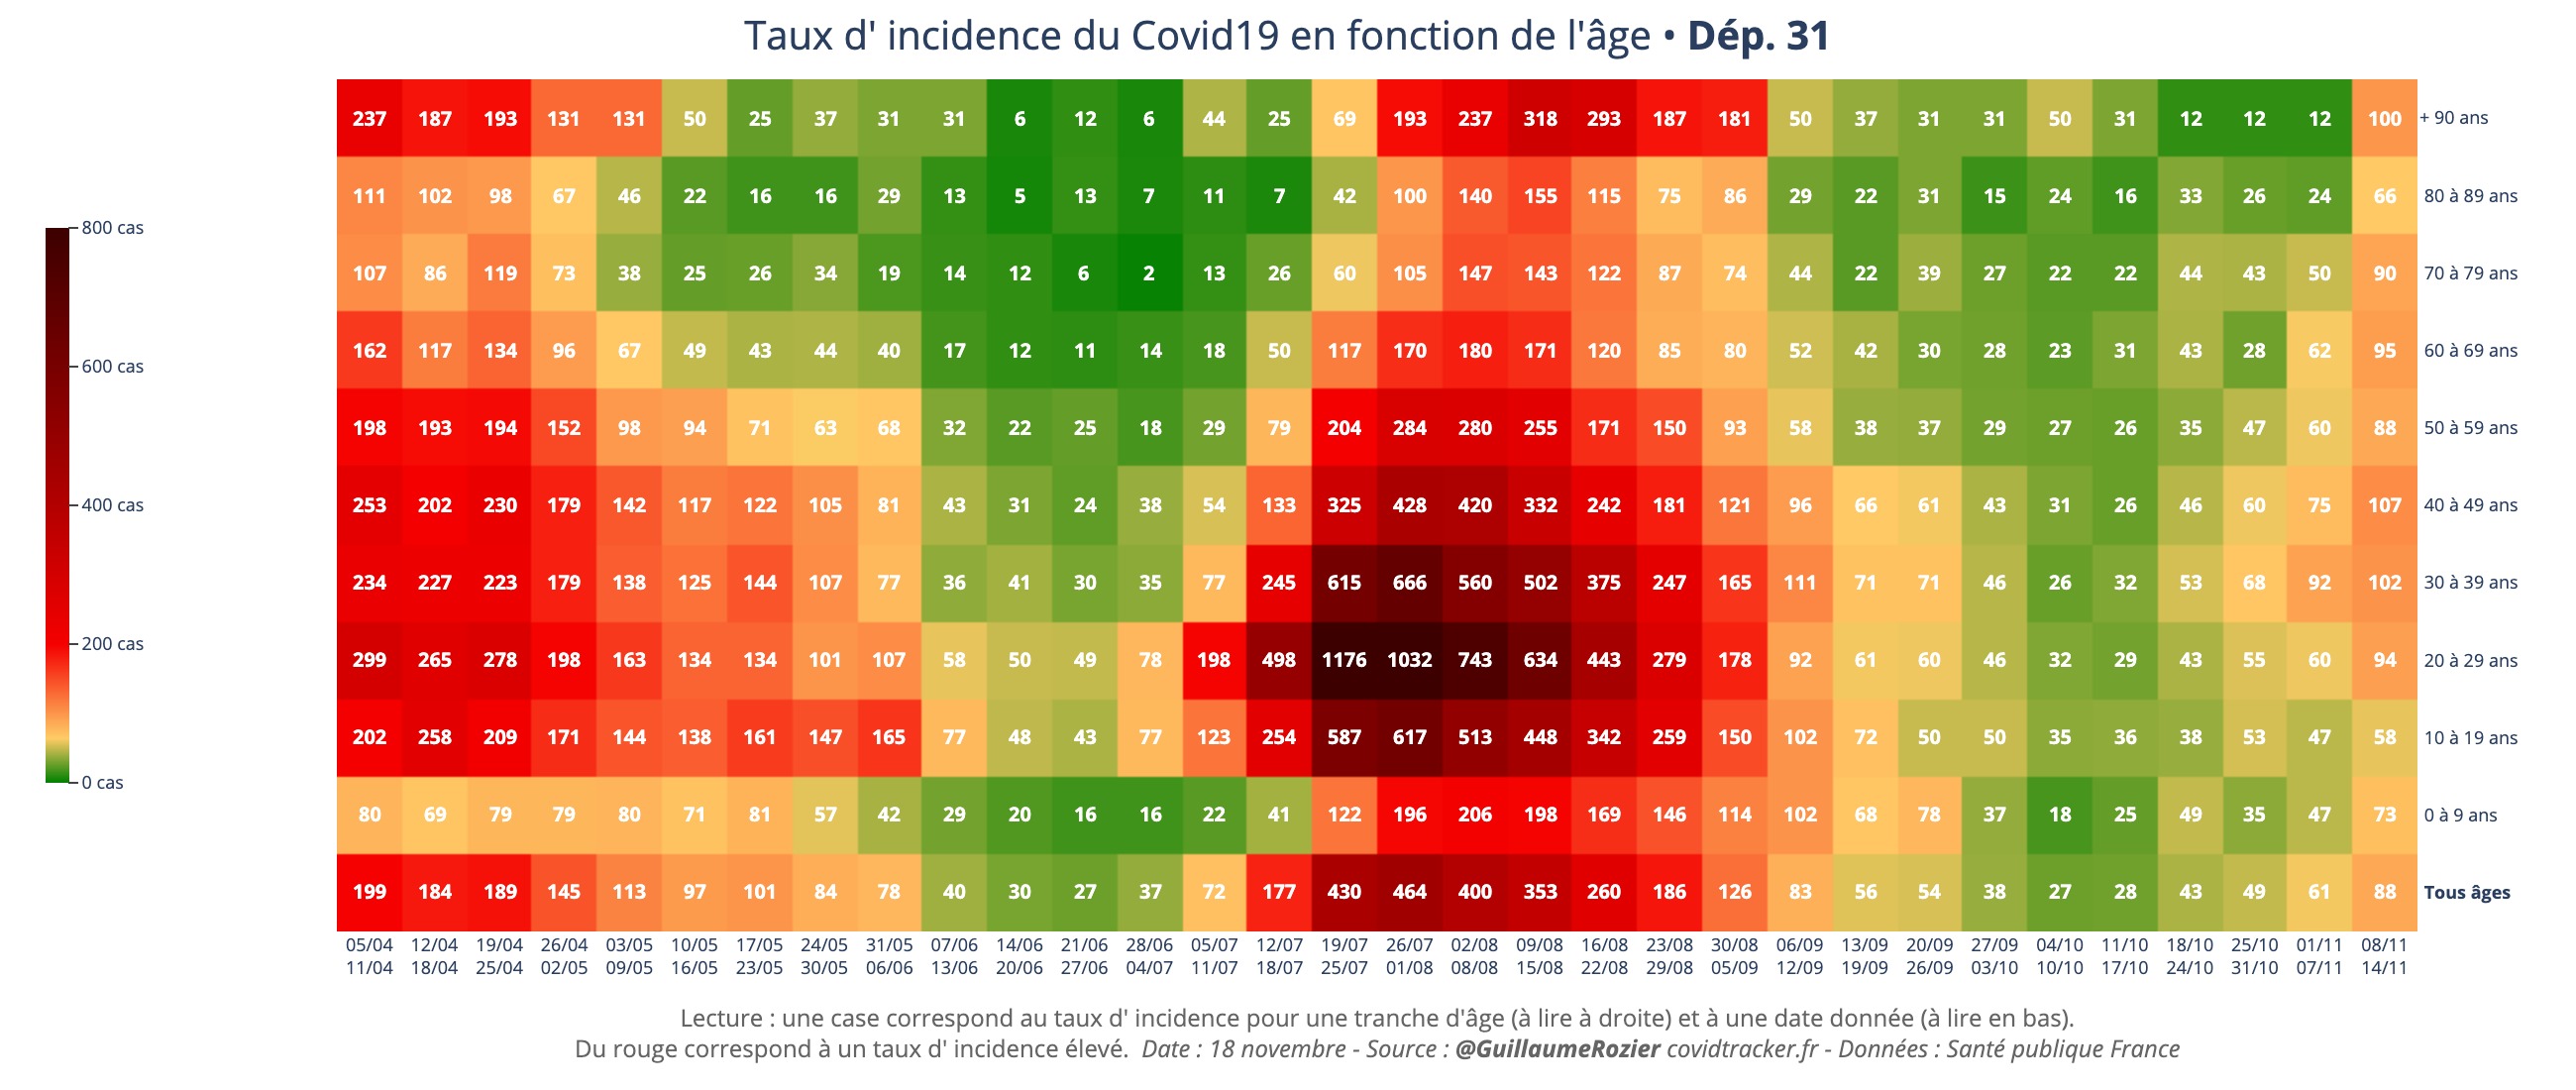 Taux d' incidence du Covid19 en fonction de l'âge • Dép. 31
800 cas
600 cas
400 cas
200 cas
0 cas
237 187 193 131 131 50 25 37 31 31 6 12 6 44 25 69 193 237 318 293 187 181 50 37 31 31 50 31 12 12 12 100 + 90 ans
111 102 98 67 46 22 16 16 29 13 5 13 7 11 7 42 100 140 155 115 75 86 29 22 31 15 24 16 33 26 24 66 80 à 89 ans
107 86 119 73 38 25 26 34 19 14 12 6 2 13 26 60 105 147 143 122 87 74 44 22 39 27 22 22 44 43 50 90 70 à 79 ans
162 117 134 96 67 49 43 44 40 17 12 11 14 18 50 117 170 180 171 120 85 80 52 42 30 28 23 31 43 28 62 95 60 à 69 ans
198 193 194 152 98 94 71 63 68 32 22 25 18 29 79 204 284 280 255 171 150 93 58 38 37 29 27 26 35 47 60 88 50 à 59 ans
253 202 230 179 142 117 122 105 81 43 31 24 38 54 133 325 428 420 332 242 181 121 96 66 61 43 31 26 46 60 75 107 40 à 49 ans
234 227 223 179 138 125 144 107 77 36 41 30 35 77 245 615 666 560 502 375 247 165 111 71 71 46 26 32 53 68 92 102 30 à 39 ans
299 265 278 198 163 134 134 101 107 58 50 49 78 198 498 1176 1032 743 634 443 279 178 92 61 60 46 32 29 43 55 60 94 20 à 29 ans
202 258 209 171 144 138 161 147 165 77 48 43 77 123 254 587 617 513 448 342 259 150 102 72 50 50 35 36 38 53 47 58 10 à 19 ans
80 69 79 79 80 71 81 57 42 29 20 16 16 22 41 122 196 206 198 169 146 114 102 68 78 37 18 25 49 35 47 73 0 à 9 ans
199 184 189 145 113 97 101 84 78 40 30 27 37 72 177 430 464 400 353 260 186 126 83 56 54 38 27 28 43 49 61 88 Tous âges
05/04 12/04 19/04 26/04 03/05 10/05 17/05 24/05 31/05 07/06 14/06 21/06 28/06 05/07 12/07 19/07 26/07 02/08 09/08 16/08 23/08 30/08 06/09 13/09 20/09 27/09 04/10 11/10 18/10 25/10 01/11 08/11
11/04 18/04 25/04 02/05 09/05 16/05 23/05 30/05 06/06 13/06 20/06 27/06 04/07 11/07 18/07 25/07 01/08 08/08 15/08 22/08 29/08 05/09 12/09 19/09 26/09 03/10 10/10 17/10 24/10 31/10 07/11 14/11
Lecture : une case correspond au taux d' incidence pour une tranche d'âge (à lire à droite) et à une date donnée (à lire en bas).
Du rouge correspond à un taux d' incidence élevé. Date : 18 novembre - Source : @GuillaumeRozier covidtracker.fr - Données : Santé publique France